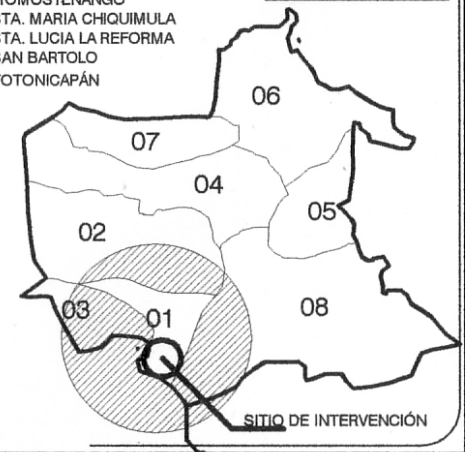 STA. MARIA CHIQUIMULA
STA. LUCIA LA REFORMA
SAN BARTOLO
TOTONICAPÁN
06
07
04
05
02
08
03
01
SITIO DE INTERVENCIÓN